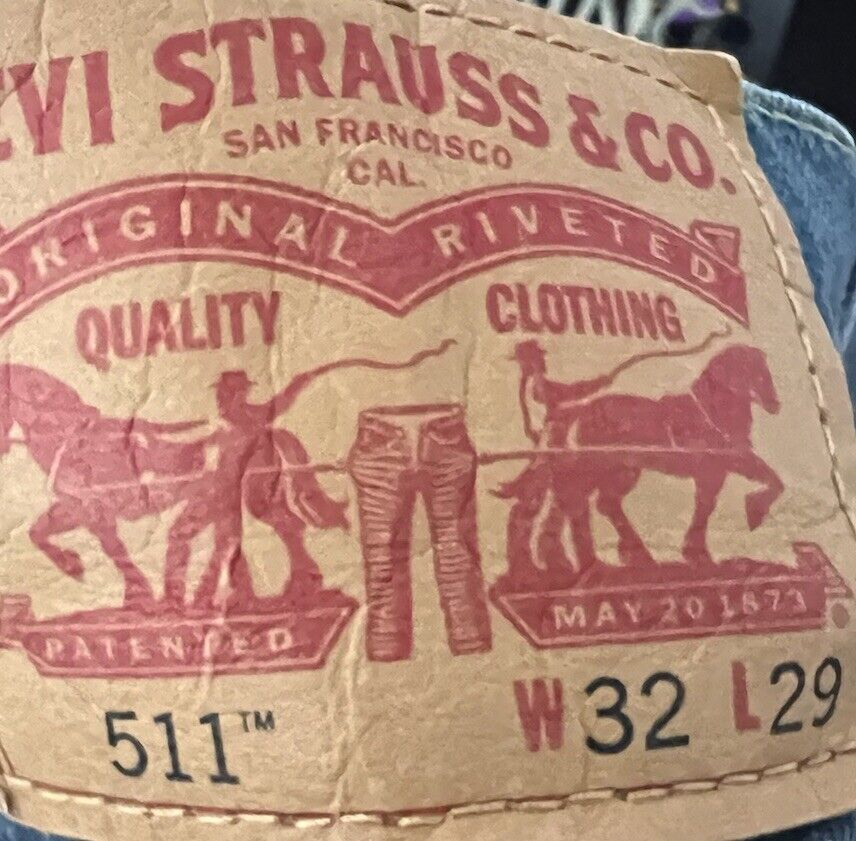 EVI STRAUSS & CO.
SAN FRANCISCO
CAL.
ORIGINAL RIVETED
QUALITY CLOTHING
PATENTED MAY 20 1873
511™ W32 L29